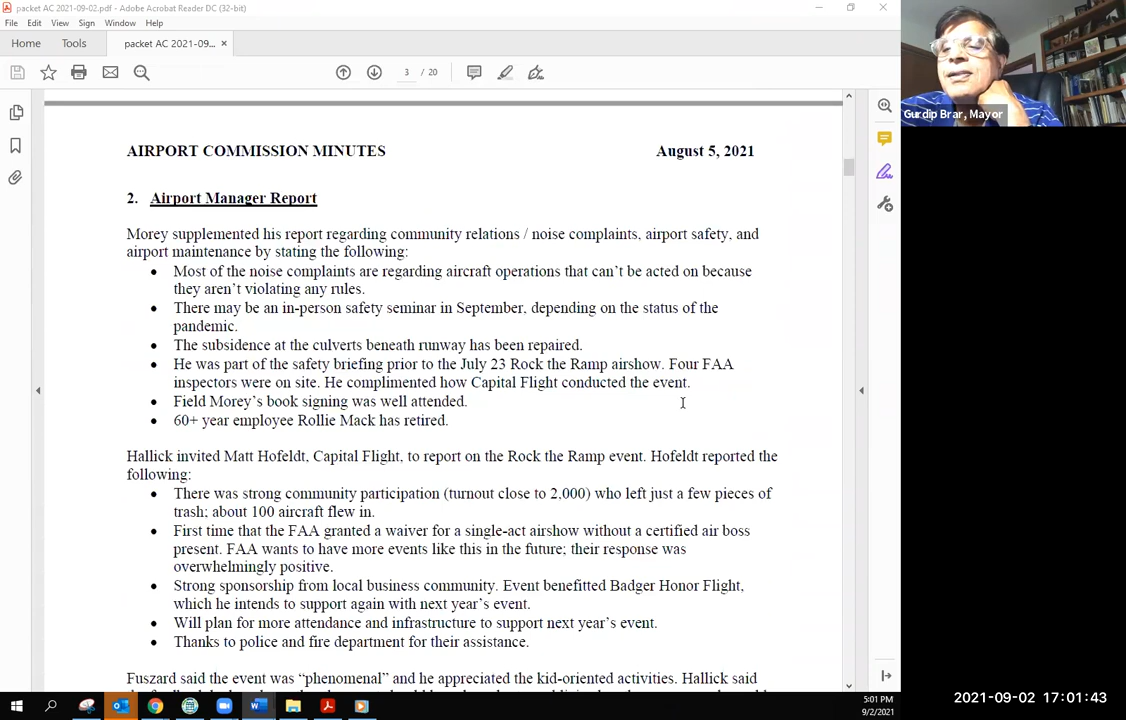 packet AC 2021-09-02.pdf - Adobe Acrobat Reader DC (32-bit)
File Edit View Sign Window Help
Home Tools packet AC 2021-09... ×
3 / 20
Gurdip Brar, Mayor
AIRPORT COMMISSION MINUTES August 5, 2021
2. Airport Manager Report
Morey supplemented his report regarding community relations / noise complaints, airport safety, and
airport maintenance by stating the following:
• Most of the noise complaints are regarding aircraft operations that can't be acted on because
they aren't violating any rules.
• There may be an in-person safety seminar in September, depending on the status of the
pandemic.
• The subsidence at the culverts beneath runway has been repaired.
• He was part of the safety briefing prior to the July 23 Rock the Ramp airshow. Four FAA
inspectors were on site. He complimented how Capital Flight conducted the event.
• Field Morey's book signing was well attended.
• 60+ year employee Rollie Mack has retired.
Hallick invited Matt Hofeldt, Capital Flight, to report on the Rock the Ramp event. Hofeldt reported the
following:
• There was strong community participation (turnout close to 2,000) who left just a few pieces of
trash; about 100 aircraft flew in.
• First time that the FAA granted a waiver for a single-act airshow without a certified air boss
present. FAA wants to have more events like this in the future; their response was
overwhelmingly positive.
• Strong sponsorship from local business community. Event benefitted Badger Honor Flight,
which he intends to support again with next year's event.
• Will plan for more attendance and infrastructure to support next year's event.
• Thanks to police and fire department for their assistance.
Fuszard said the event was "phenomenal" and he appreciated the kid-oriented activities. Hallick said
5:01 PM
9/2/2021
2021-09-02 17:01:43